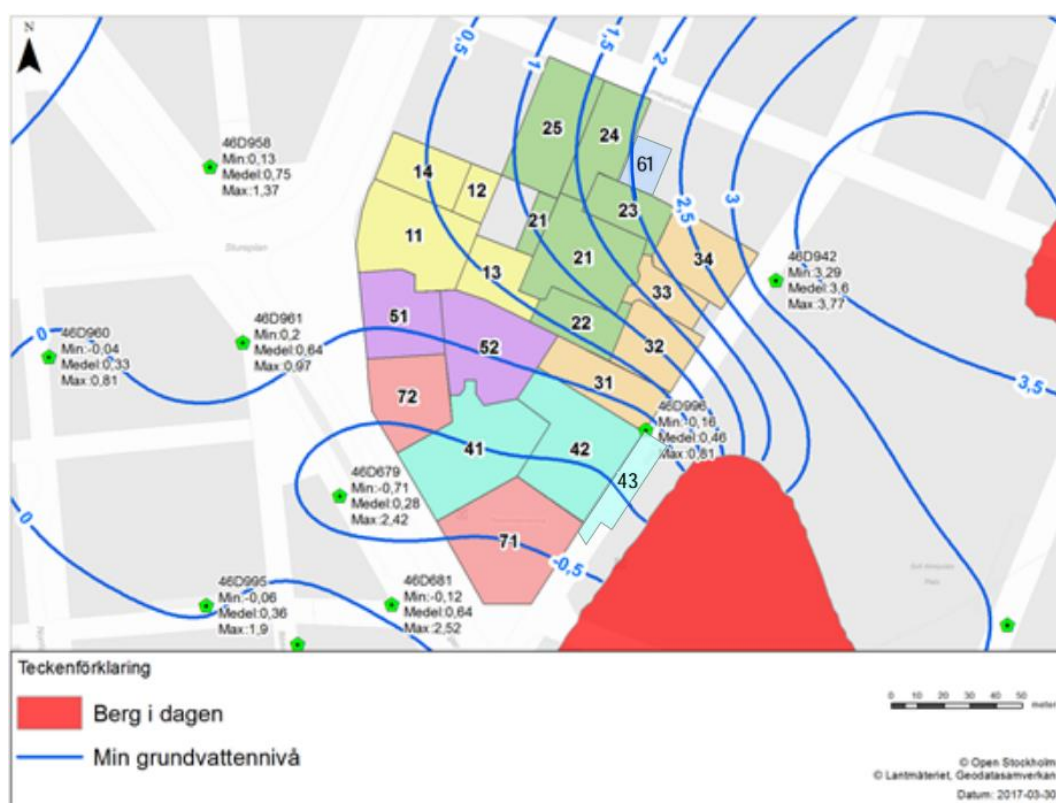 N
0,5
1
1,5
2
2,5
3
3,5
25
24
61
14
12
46D958
Min:0,13
Medel:0,75
Max:1,37
21
23
11
Stureplan
13
21
34
46D942
Min:3,29
Medel:3,6
Max:3,77
33
22
51
52
32
0
46D960
Min:-0,04
Medel:0,33
Max:0,81
46D961
Min:0,2
Medel:0,64
Max:0,97
31
72
46D996
Min:-0,16
Medel:0,46
Max:0,81
41
42
43
46D679
Min:-0,71
Medel:0,28
Max:2,42
0
71
-0,5
46D995
Min:-0,06
Medel:0,36
Max:1,9
46D681
Min:-0,12
Medel:0,64
Max:2,52
Teckenförklaring
Berg i dagen
Min grundvattennivå
0 10 20 30 40 50
meter
© Open Stockholm
© Lantmäteriet, Geodatasamverkan
Datum: 2017-03-30